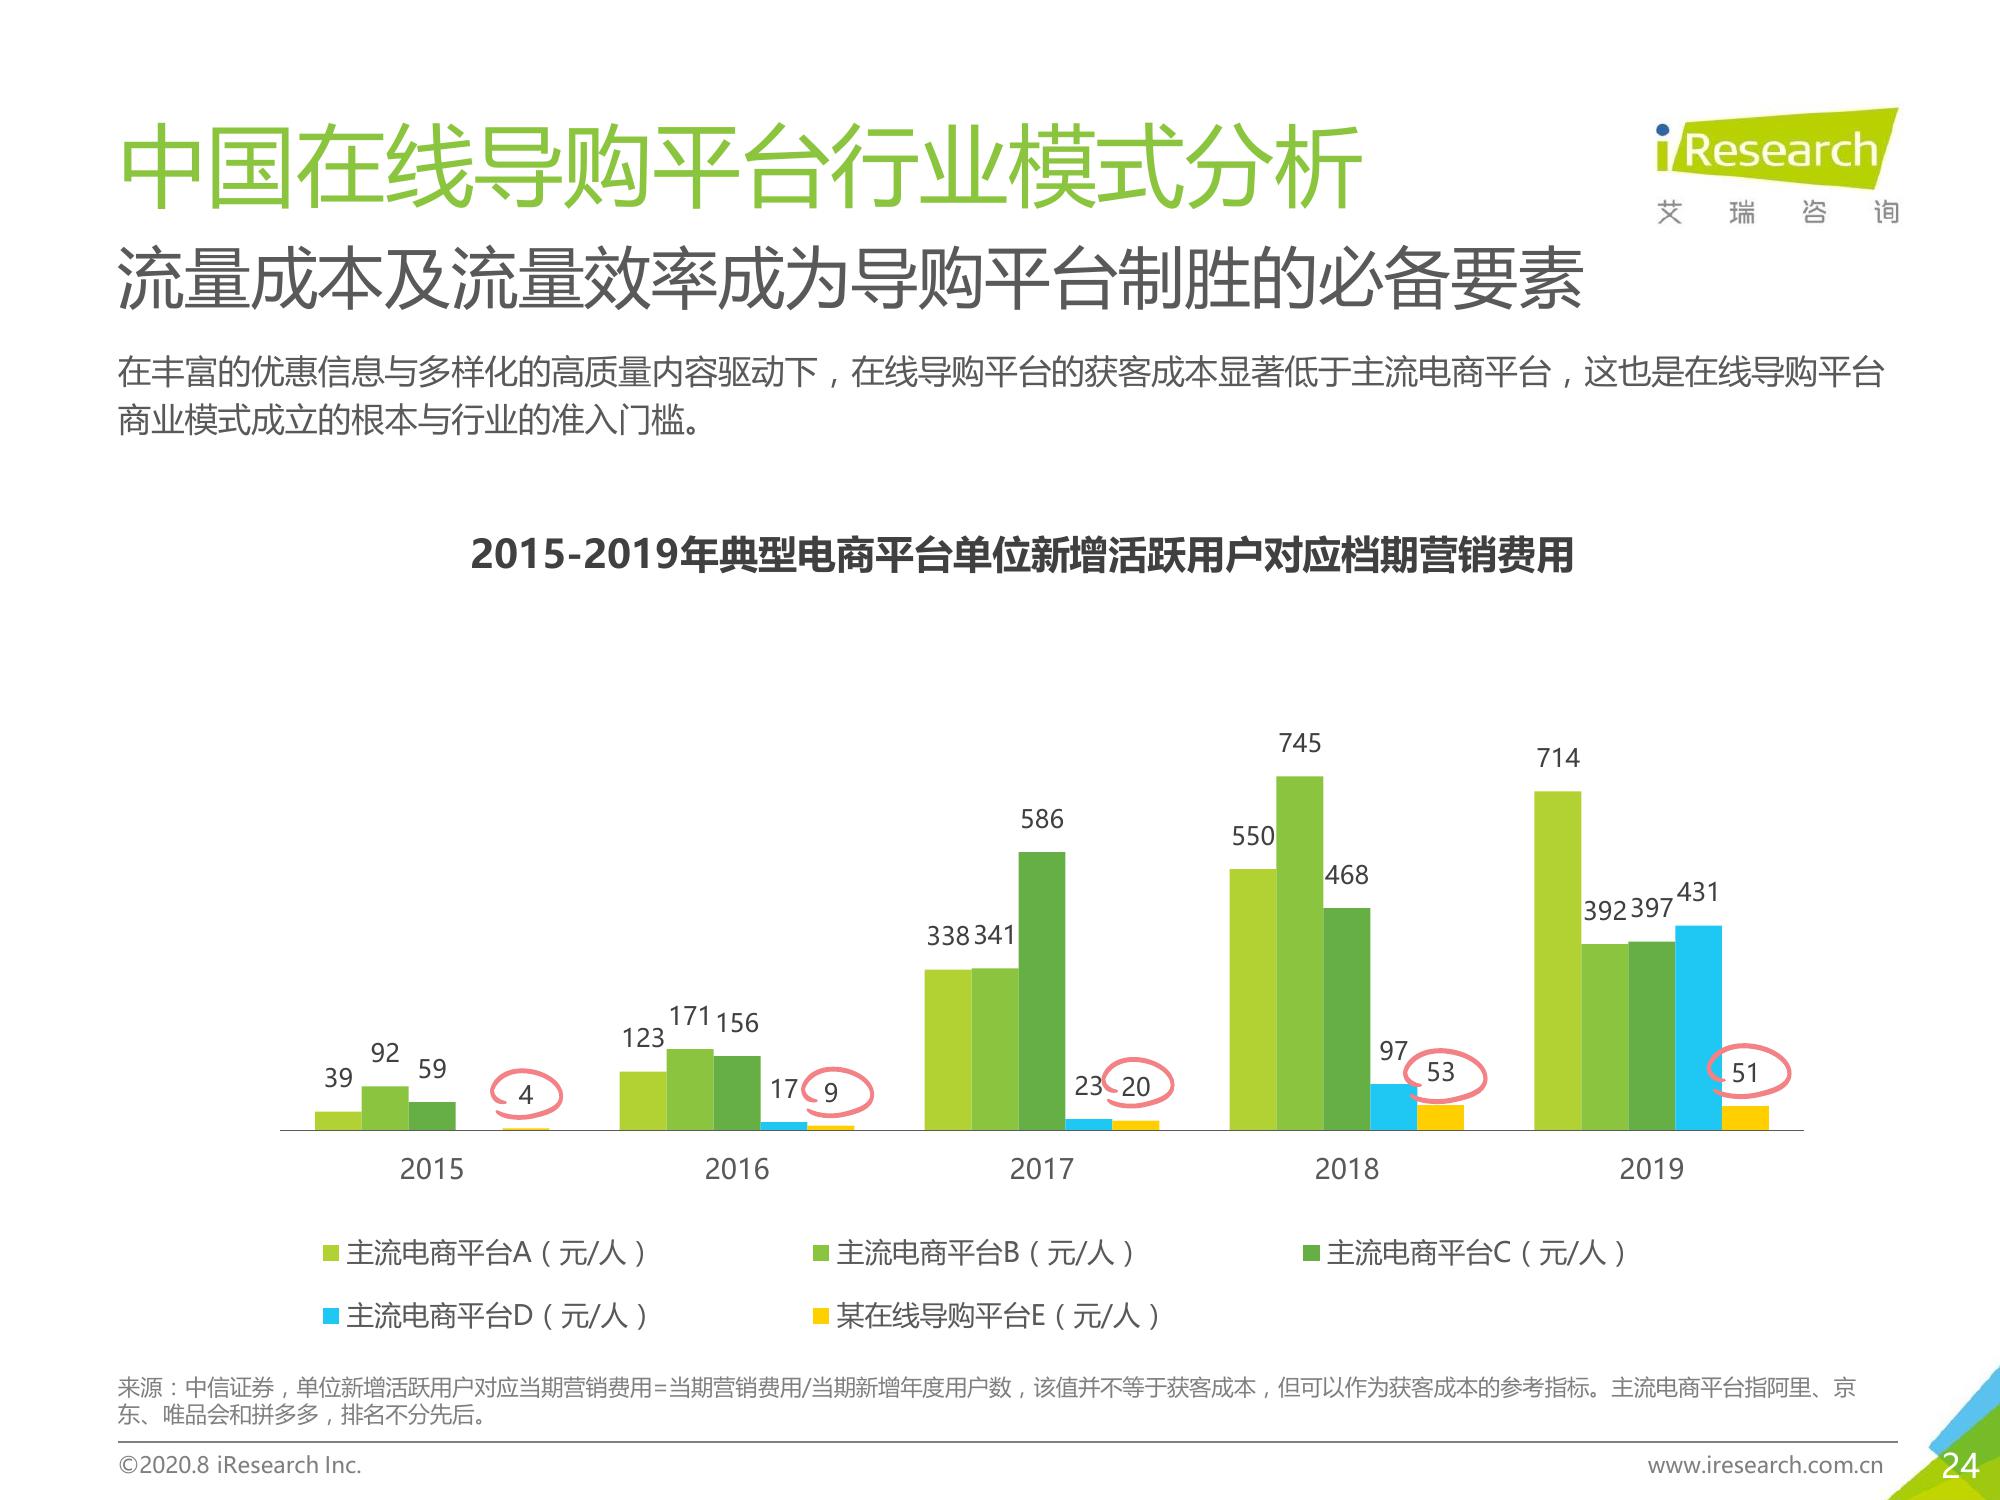 中国在线导购平台行业模式分析
iResearch
艾瑞咨询
流量成本及流量效率成为导购平台制胜的必备要素
在丰富的优惠信息与多样化的高质量内容驱动下，在线导购平台的获客成本显著低于主流电商平台，这也是在线导购平台
商业模式成立的根本与行业的准入门槛。
2015-2019年典型电商平台单位新增活跃用户对应档期营销费用
39 92 59 4
123 171 156 17 9
338 341 586 23 20
550 745 468 97 53
714 392 397 431 51
2015 2016 2017 2018 2019
主流电商平台A（元/人） 主流电商平台B（元/人） 主流电商平台C（元/人）
主流电商平台D（元/人） 某在线导购平台E（元/人）
来源：中信证券，单位新增活跃用户对应当期营销费用=当期营销费用/当期新增年度用户数，该值并不等于获客成本，但可以作为获客成本的参考指标。主流电商平台指阿里、京
东、唯品会和拼多多，排名不分先后。
©2020.8 iResearch Inc. www.iresearch.com.cn 24